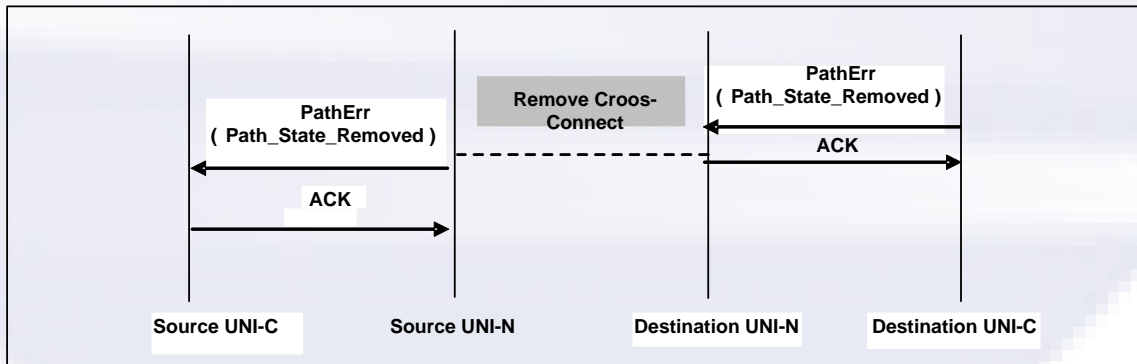 PathErr
( Path_State_Removed )
ACK
Remove Croos-
Connect
PathErr
( Path_State_Removed )
ACK
Source UNI-C
Source UNI-N
Destination UNI-N
Destination UNI-C